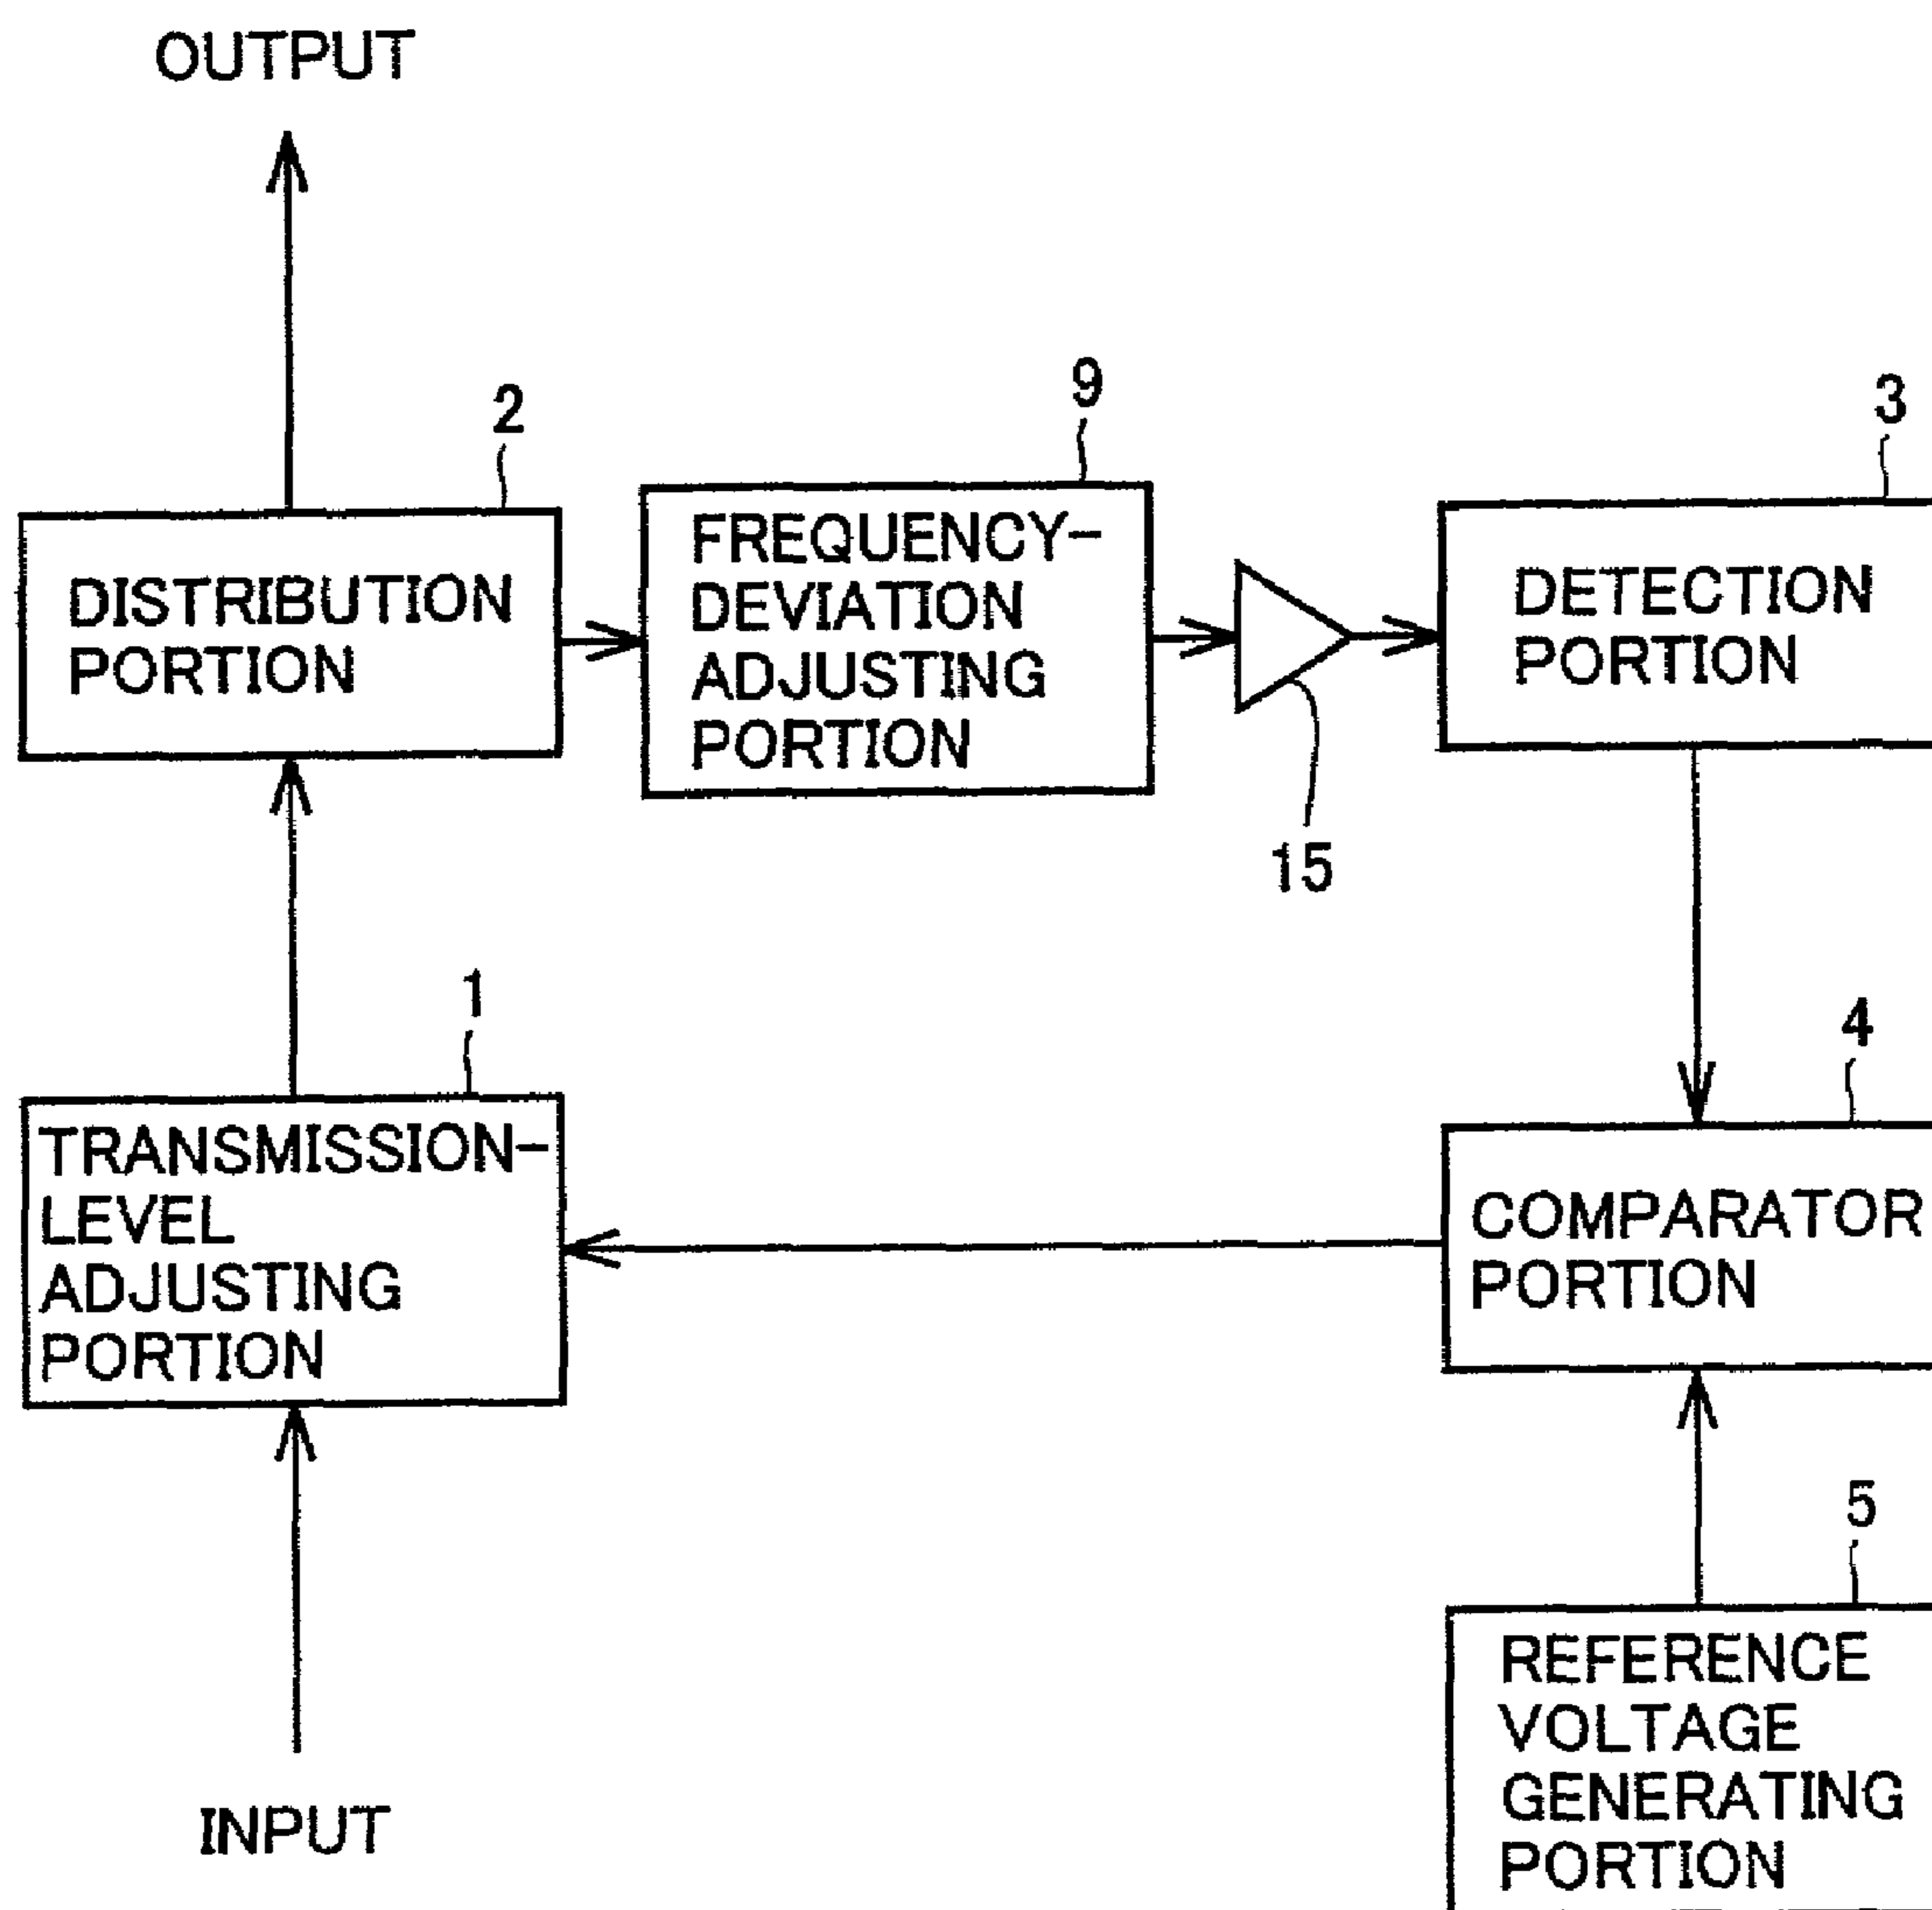 OUTPUT
2
9
3
DISTRIBUTION
PORTION
FREQUENCY-
DEVIATION
ADJUSTING
PORTION
DETECTION
PORTION
15
1
4
TRANSMISSION-
LEVEL
ADJUSTING
PORTION
COMPARATOR
PORTION
5
REFERENCE
VOLTAGE
GENERATING
PORTION
INPUT